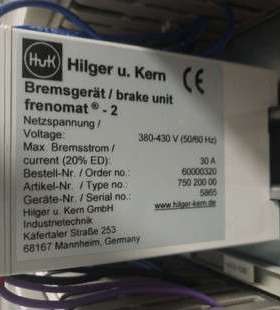 HuK Hilger u. Kern CE
Bremsgerät / brake unit
frenomat® - 2
Netzspannung /
Voltage: 380-430 V (50/60 Hz)
Max. Bremsstrom /
current (20% ED): 30 A
Bestell-Nr. / Order no.: 60000320
Artikel-Nr. / Type no: 750 200 00
Geräte-Nr. / Serial no.: 5865
Hilger u. Kern GmbH www.hilger-kern.de
Industrietechnik
Käfertaler Straße 253
68167 Mannheim, Germany